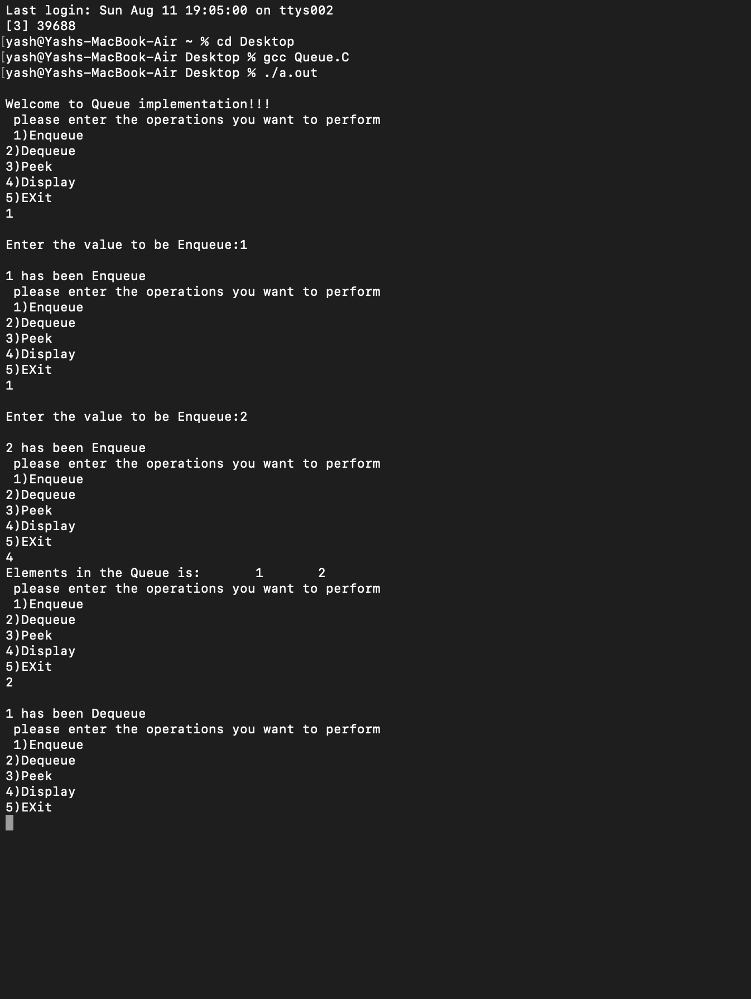 Last login: Sun Aug 11 19:05:00 on ttys002
[3] 39688
[yash@Yashs-MacBook-Air ~ % cd Desktop
[yash@Yashs-MacBook-Air Desktop % gcc Queue.C
[yash@Yashs-MacBook-Air Desktop % ./a.out
Welcome to Queue implementation!!!
please enter the operations you want to perform
1)Enqueue
2)Dequeue
3)Peek
4)Display
5)EXit
1
Enter the value to be Enqueue:1
1 has been Enqueue
please enter the operations you want to perform
1)Enqueue
2)Dequeue
3)Peek
4)Display
5)EXit
1
Enter the value to be Enqueue:2
2 has been Enqueue
please enter the operations you want to perform
1)Enqueue
2)Dequeue
3)Peek
4)Display
5)EXit
4
Elements in the Queue is: 1 2
please enter the operations you want to perform
1)Enqueue
2)Dequeue
3)Peek
4)Display
5)EXit
2
1 has been Dequeue
please enter the operations you want to perform
1)Enqueue
2)Dequeue
3)Peek
4)Display
5)EXit